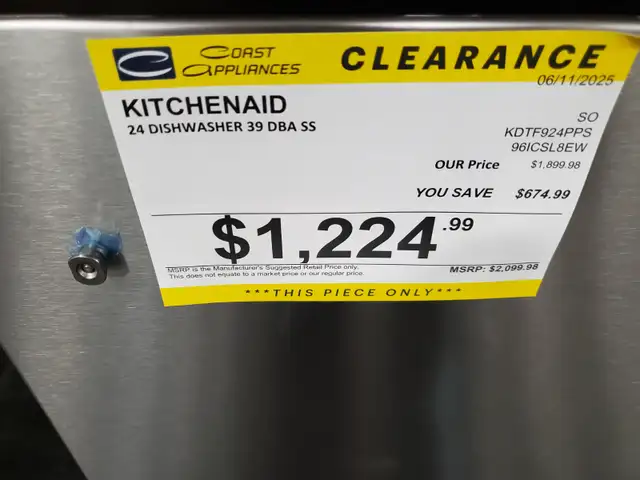 COAST
APPLIANCES
CLEARANCE
06/11/2025
KITCHENAID
24 DISHWASHER 39 DBA SS
SO
KDTF924PPS
96ICSL8EW
OUR Price $1,899.98
YOU SAVE $674.99
$1,224.99
MSRP is the Manufacturer's Suggested Retail Price only.
This does not equate to a market price or our regular price.
MSRP: $2,099.98
***THIS PIECE ONLY***